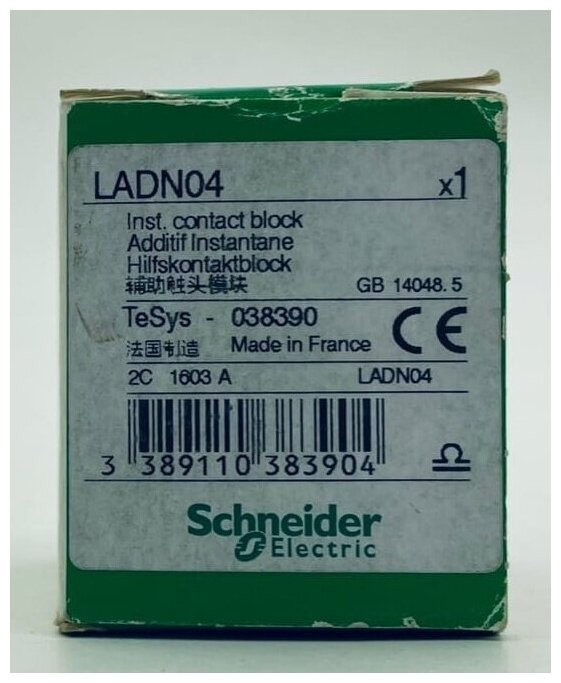 LADN04 x1
Inst. contact block
Additif Instantane
Hilfskontaktblock
辅助触头模块 GB 14048.5
TeSys - 038390
法国制造 Made in France CE
2C 1603 A LADN04
3 389110 383904
Schneider
Electric